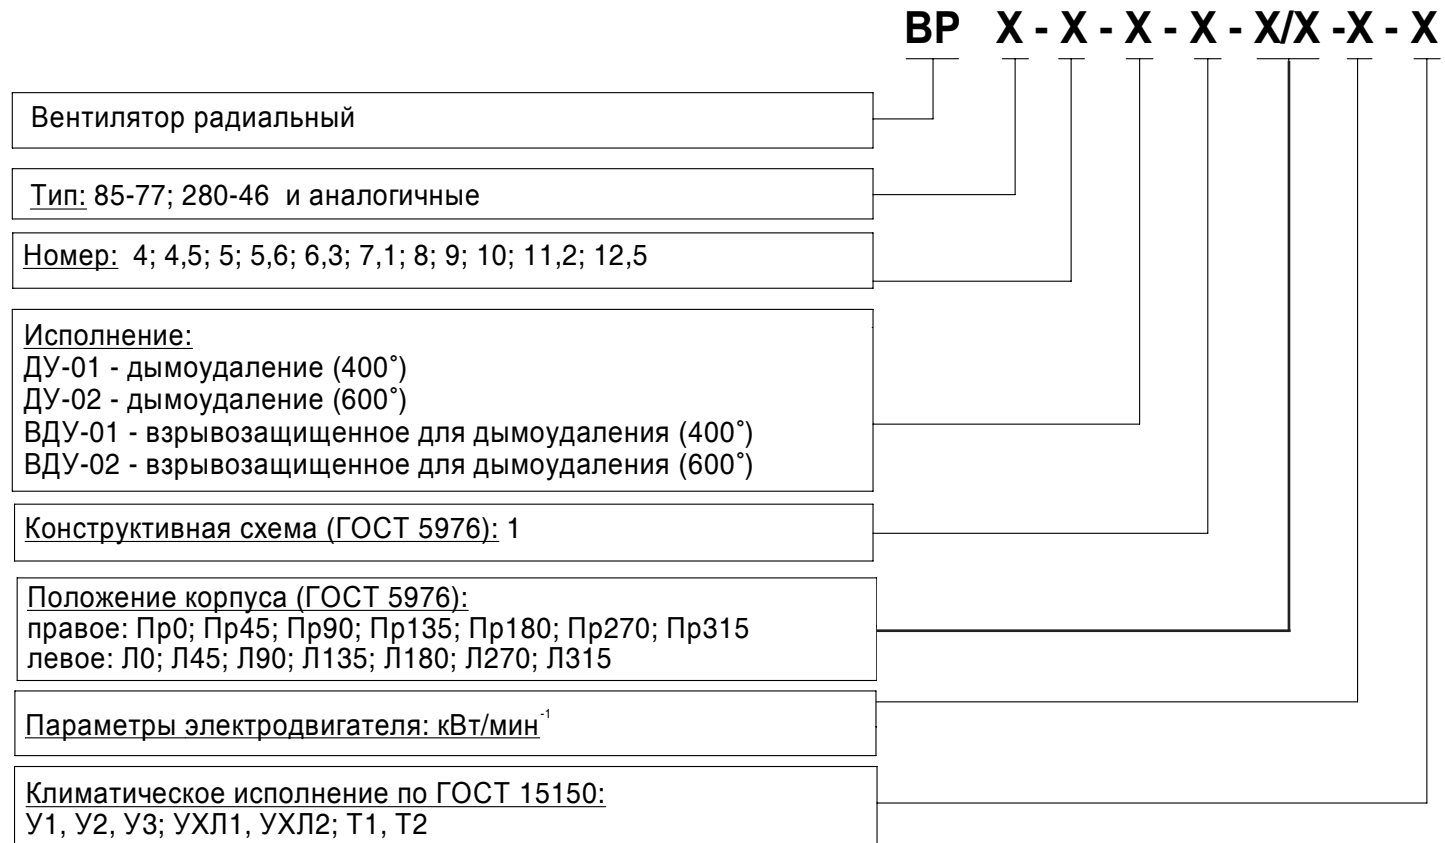 ВР Х - Х - Х - Х - Х/Х -Х - Х
Вентилятор радиальный
Тип: 85-77; 280-46 и аналогичные
Номер: 4; 4,5; 5; 5,6; 6,3; 7,1; 8; 9; 10; 11,2; 12,5
Исполнение:
ДУ-01 - дымоудаление (400˚)
ДУ-02 - дымоудаление (600˚)
ВДУ-01 - взрывозащищенное для дымоудаления (400˚)
ВДУ-02 - взрывозащищенное для дымоудаления (600˚)
Конструктивная схема (ГОСТ 5976): 1
Положение корпуса (ГОСТ 5976):
правое: Пр0; Пр45; Пр90; Пр135; Пр180; Пр270; Пр315
левое: Л0; Л45; Л90; Л135; Л180; Л270; Л315
Параметры электродвигателя: кВт/мин⁻¹
Климатическое исполнение по ГОСТ 15150:
У1, У2, У3; УХЛ1, УХЛ2; Т1, Т2